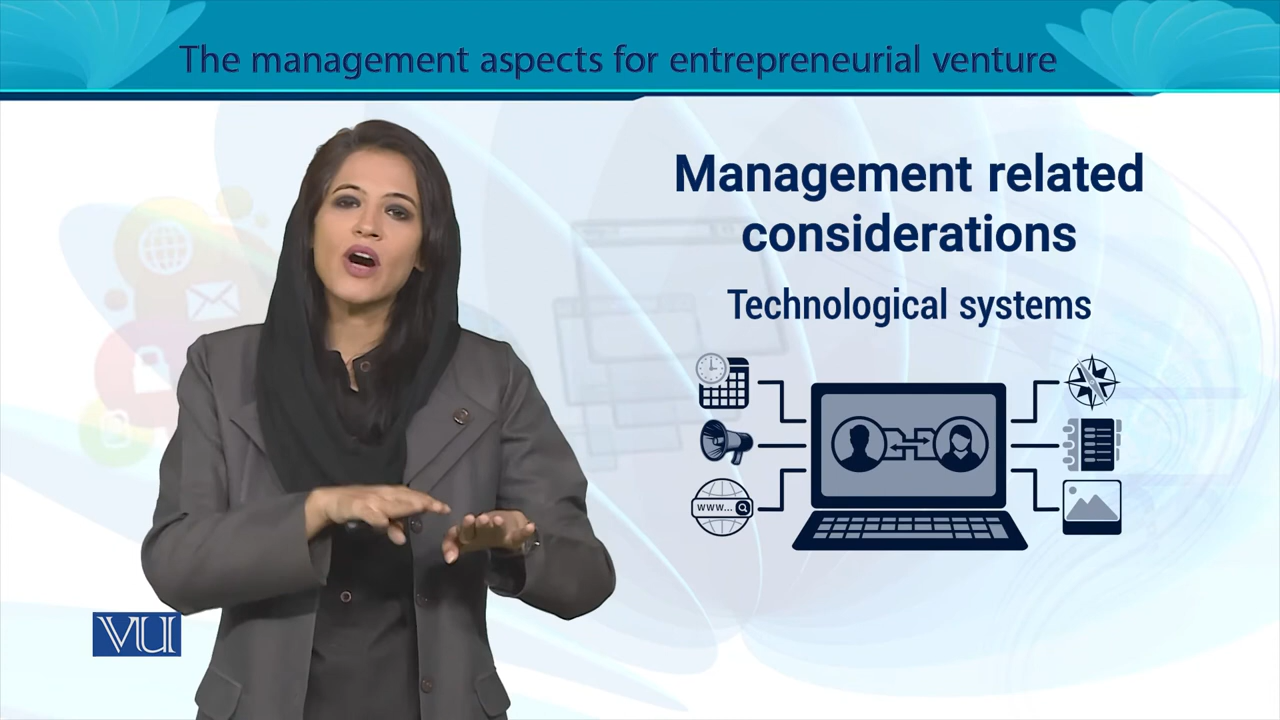 The management aspects for entrepreneurial venture
Management related
considerations
Technological systems
www...
VU